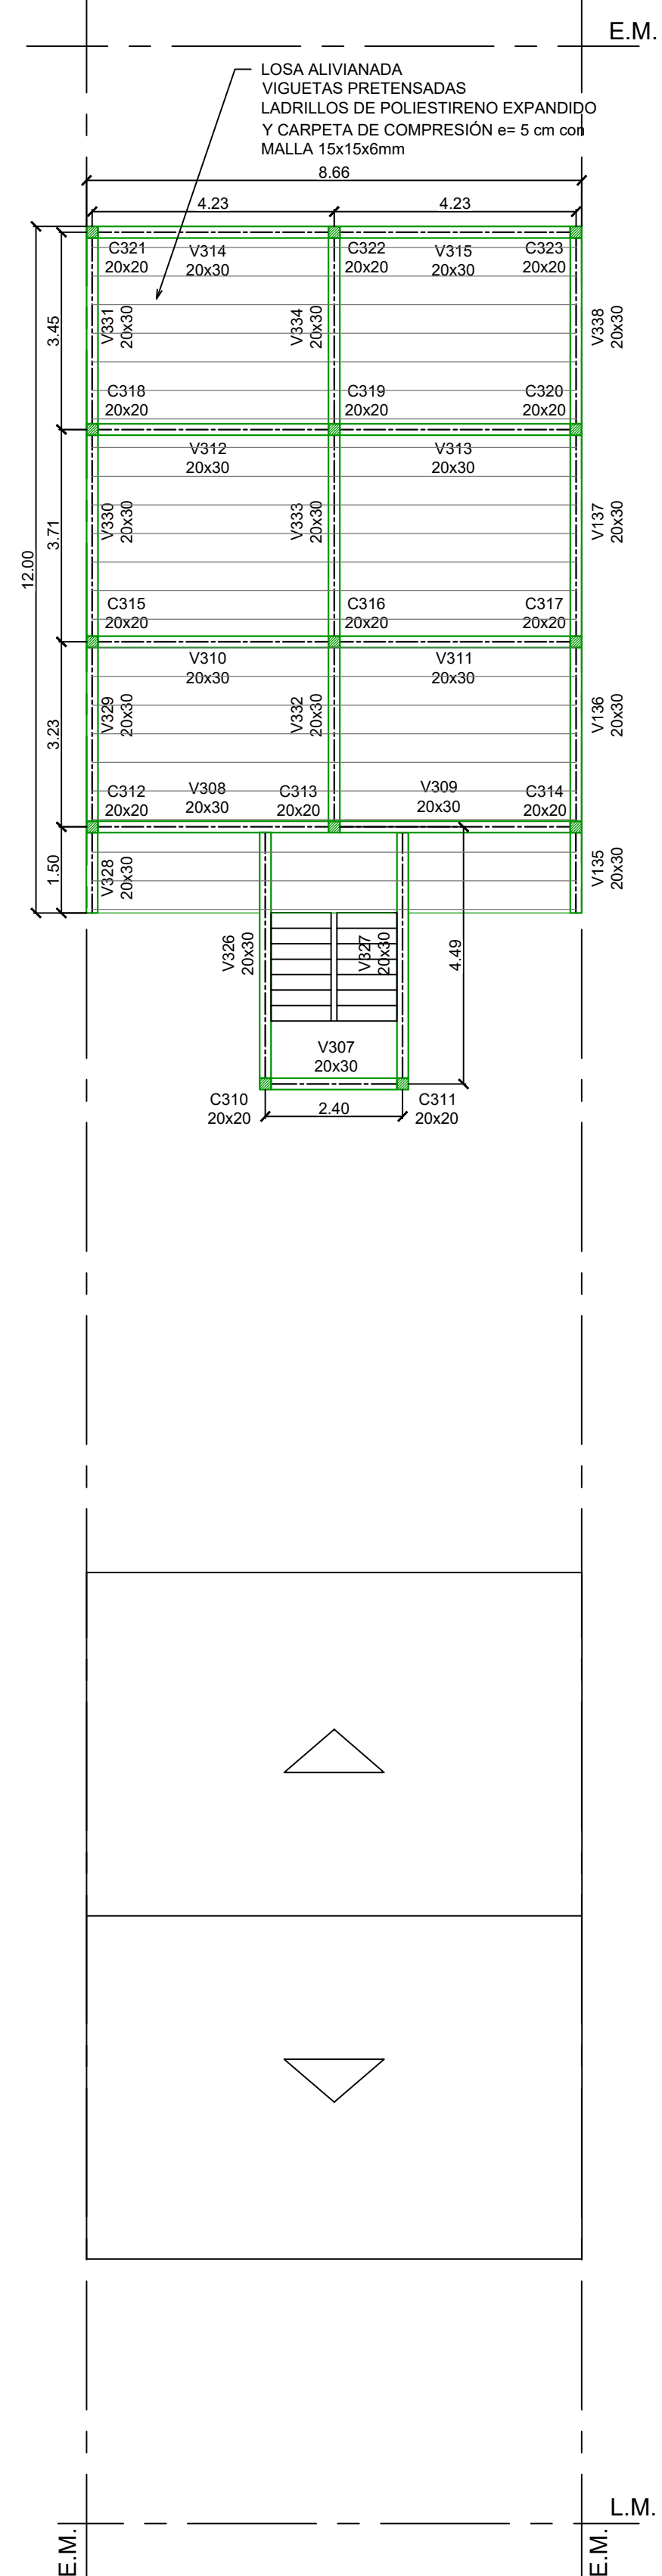 E.M.
LOSA ALIVIANADA
VIGUETAS PRETENSADAS
LADRILLOS DE POLIESTIRENO EXPANDIDO
Y CARPETA DE COMPRESIÓN e= 5 cm con
MALLA 15x15x6mm
8.66
4.23
4.23
C321
20x20
V314
20x30
C322
20x20
V315
20x30
C323
20x20
3.45
V331
20x30
V334
20x30
V338
20x30
C318
20x20
C319
20x20
C320
20x20
V312
20x30
V313
20x30
12.00
3.71
V330
20x30
V333
20x30
V137
20x30
C315
20x20
C316
20x20
C317
20x20
V310
20x30
V311
20x30
3.23
V329
20x30
V332
20x30
V136
20x30
C312
20x20
V308
20x30
C313
20x20
V309
20x30
C314
20x20
1.50
V328
20x30
V135
20x30
V326
20x30
V327
20x30
4.49
V307
20x30
C310
20x20
2.40
C311
20x20
L.M.
E.M.
E.M.